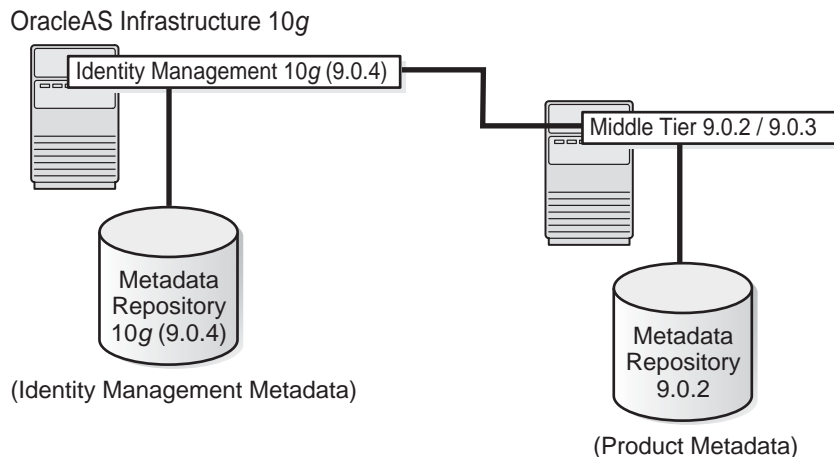 OracleAS Infrastructure 10g
Identity Management 10g (9.0.4)
Middle Tier 9.0.2 / 9.0.3
Metadata
Repository
10g (9.0.4)
(Identity Management Metadata)
Metadata
Repository
9.0.2
(Product Metadata)